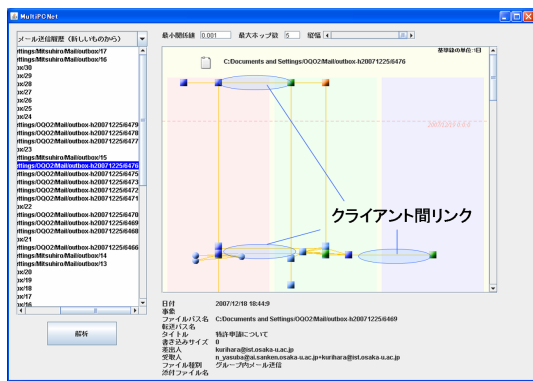 MultiPCNet
メール送信履歴（新しいものから）
最小関係値 0.001 最大ホップ数 5 縦幅
ttings/Mitsuhiro/Mail/outbox/17
ttings/Mitsuhiro/Mail/outbox/16
ox/30
ox/29
ox/28
ox/27
ox/26
ox/25
ox/24
ttings/OQO2/Mail/outbox-h20071225/6479
ttings/OQO2/Mail/outbox-h20071225/6478
ttings/OQO2/Mail/outbox-h20071225/6477
ox/23
ttings/Mitsuhiro/Mail/outbox/15
ttings/OQO2/Mail/outbox-h20071225/6476
ttings/OQO2/Mail/outbox-h20071225/6475
ttings/OQO2/Mail/outbox-h20071225/6473
ttings/OQO2/Mail/outbox-h20071225/6472
ttings/OQO2/Mail/outbox-h20071225/6471
ox/22
ttings/OQO2/Mail/outbox-h20071225/6470
ttings/OQO2/Mail/outbox-h20071225/6469
ttings/OQO2/Mail/outbox-h20071225/6468
ox/21
ttings/OQO2/Mail/outbox-h20071225/6466
ttings/Mitsuhiro/Mail/outbox/14
ttings/Mitsuhiro/Mail/outbox/13
ox/20
ox/19
ox/18
ox/17
ox/16
解析
基準線の単位:1日
C:Documents and Settings/OQO2/Mail/outbox-h20071225/6476
クライアント間リンク
日付 2007/12/18 18:44:9
事象
ファイルパス名 C:Documents and Settings/OQO2/Mail/outbox-h20071225/6469
転送パス名
タイトル 特許申請について
書き込みサイズ 0
差出人 kurihara@ist.osaka-u.ac.jp
受取人 n_yasuba@ai.sanken.osaka-u.ac.jp+kurihara@ist.osaka-u.ac.jp
ファイル種別 グループ内メール送信
添付ファイル名